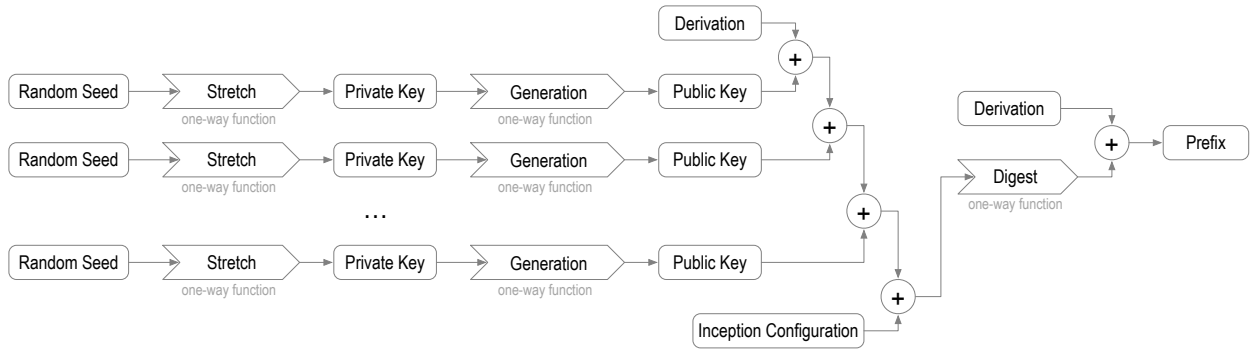 Derivation
+
Random Seed
Stretch
one-way function
Private Key
Generation
one-way function
Public Key
+
Random Seed
Stretch
one-way function
Private Key
Generation
one-way function
Public Key
...
+
Random Seed
Stretch
one-way function
Private Key
Generation
one-way function
Public Key
+
Inception Configuration
Derivation
+
Prefix
Digest
one-way function